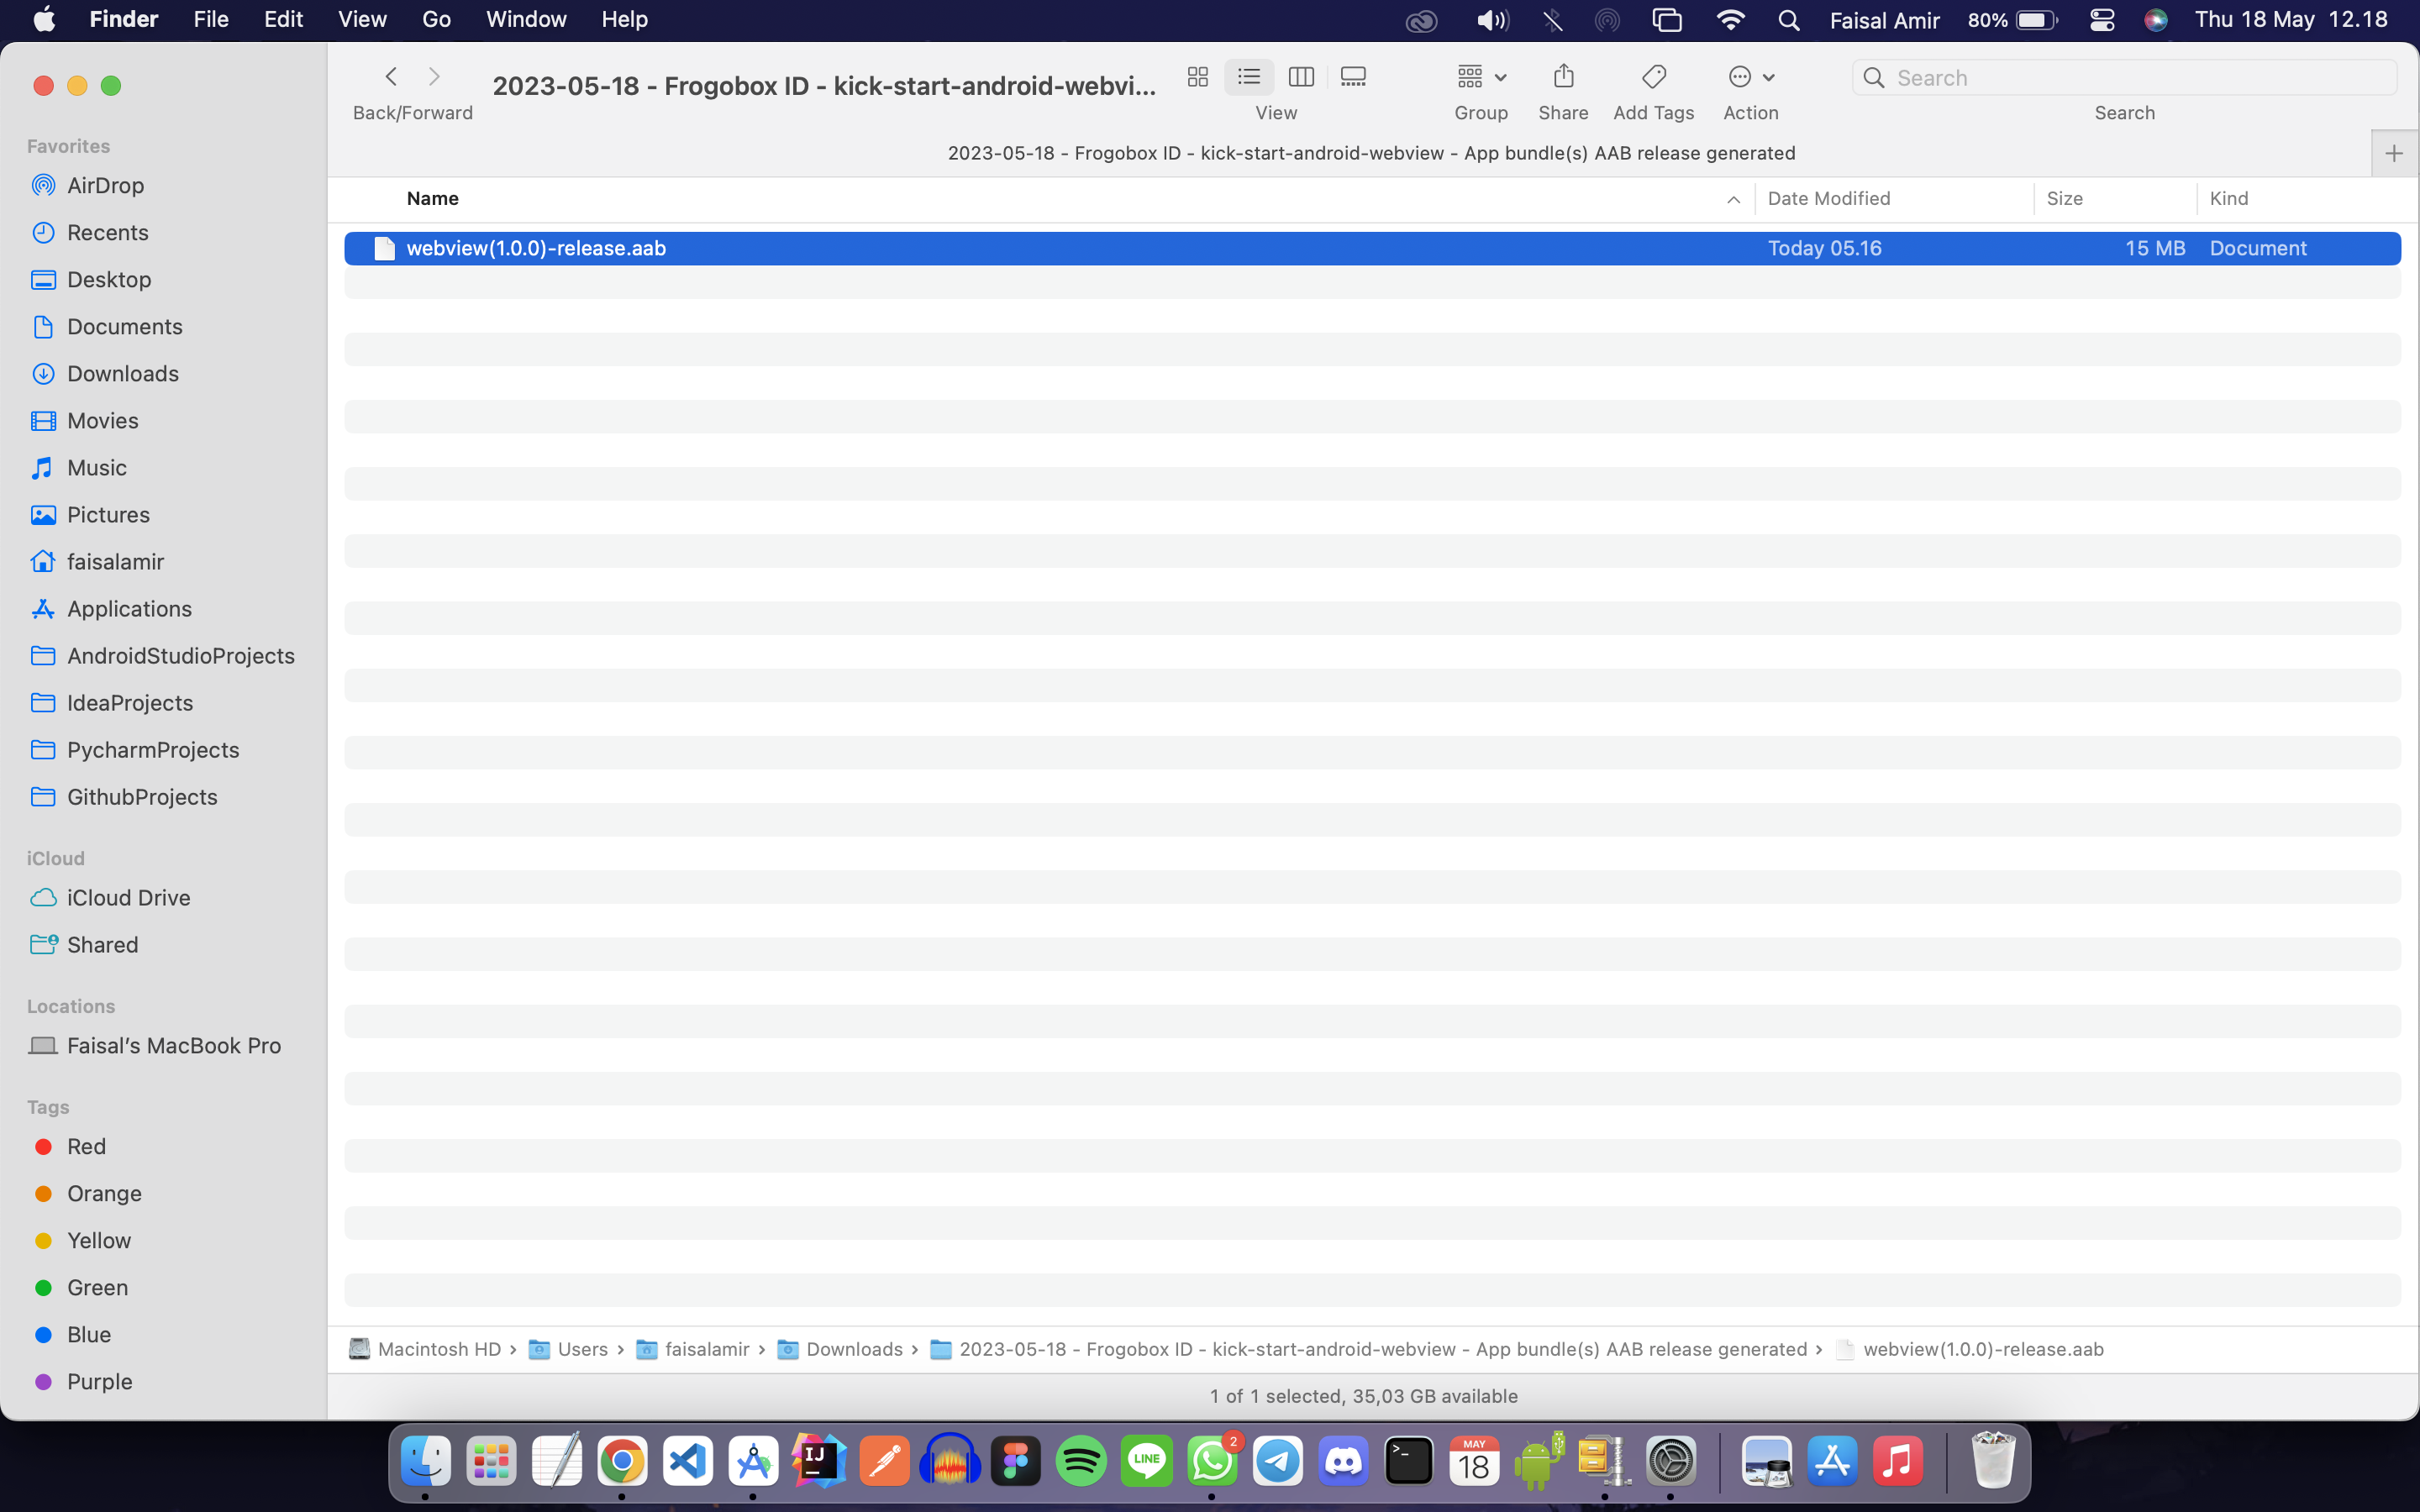 Finder File Edit View Go Window Help Faisal Amir 80% Thu 18 May 12.18
2023-05-18 - Frogobox ID - kick-start-android-webvi...
Search
Back/Forward View Group Share Add Tags Action Search
2023-05-18 - Frogobox ID - kick-start-android-webview - App bundle(s) AAB release generated
Name Date Modified Size Kind
webview(1.0.0)-release.aab Today 05.16 15 MB Document
Favorites
AirDrop
Recents
Desktop
Documents
Downloads
Movies
Music
Pictures
faisalamir
Applications
AndroidStudioProjects
IdeaProjects
PycharmProjects
GithubProjects
iCloud
iCloud Drive
Shared
Locations
Faisal's MacBook Pro
Tags
Red
Orange
Yellow
Green
Blue
Purple
Macintosh HD › Users › faisalamir › Downloads › 2023-05-18 - Frogobox ID - kick-start-android-webview - App bundle(s) AAB release generated › webview(1.0.0)-release.aab
1 of 1 selected, 35,03 GB available
IJ
LINE
2
>_
MAY
18